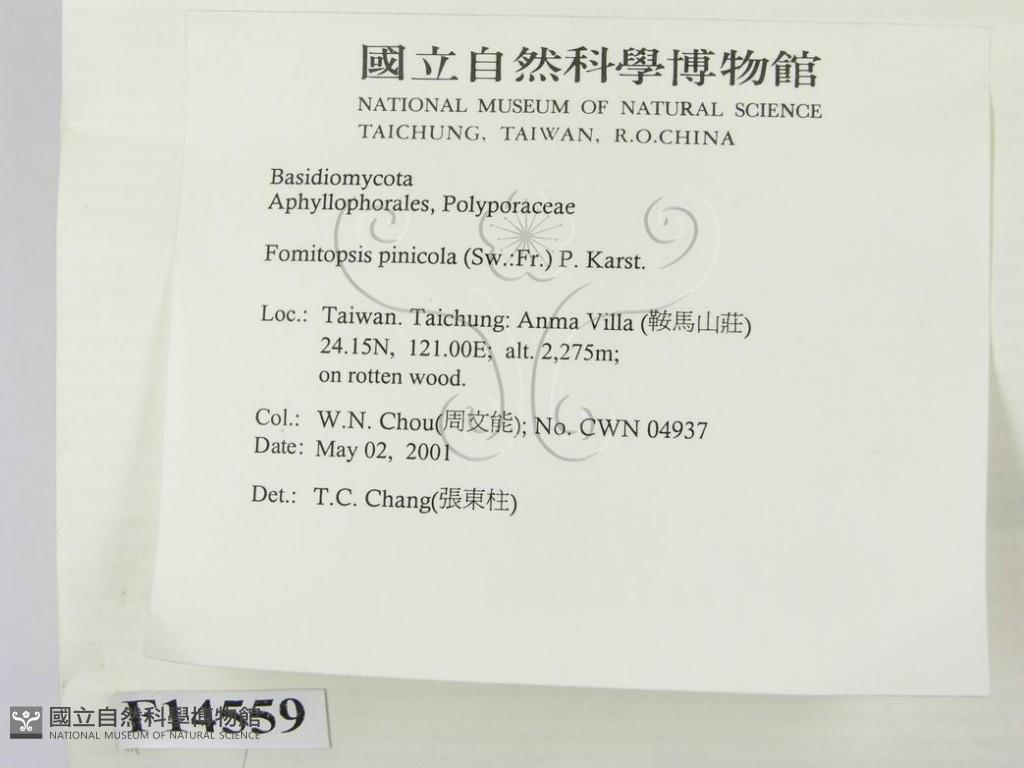 國立自然科學博物館
NATIONAL MUSEUM OF NATURAL SCIENCE
TAICHUNG, TAIWAN, R.O.CHINA
Basidiomycota
Aphyllophorales, Polyporaceae
Fomitopsis pinicola (Sw.:Fr.) P. Karst.
Loc.: Taiwan. Taichung: Anma Villa (鞍馬山莊)
24.15N, 121.00E; alt. 2,275m;
on rotten wood.
Col.: W.N. Chou(周文能); No. CWN 04937
Date: May 02, 2001
Det.: T.C. Chang(張東柱)
F14559
國立自然科學博物館
NATIONAL MUSEUM OF NATURAL SCIENCE